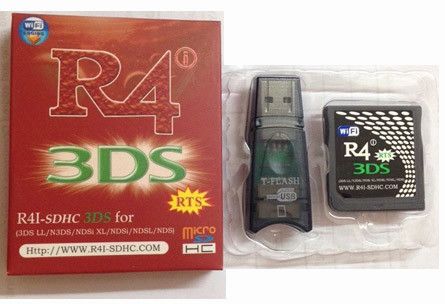 WiFi
R4i
3DS
RTS
R4I-SDHC 3DS for
(3DS LL/N3DS/NDSi XL/NDSi/NDSL/NDS)
HTTP://WWW.R4I-SDHC.COM
micro
SD
HC
T-FLASH
USB
WiFi
R4i
RTS
3DS
WWW.R4I-SDHC.COM